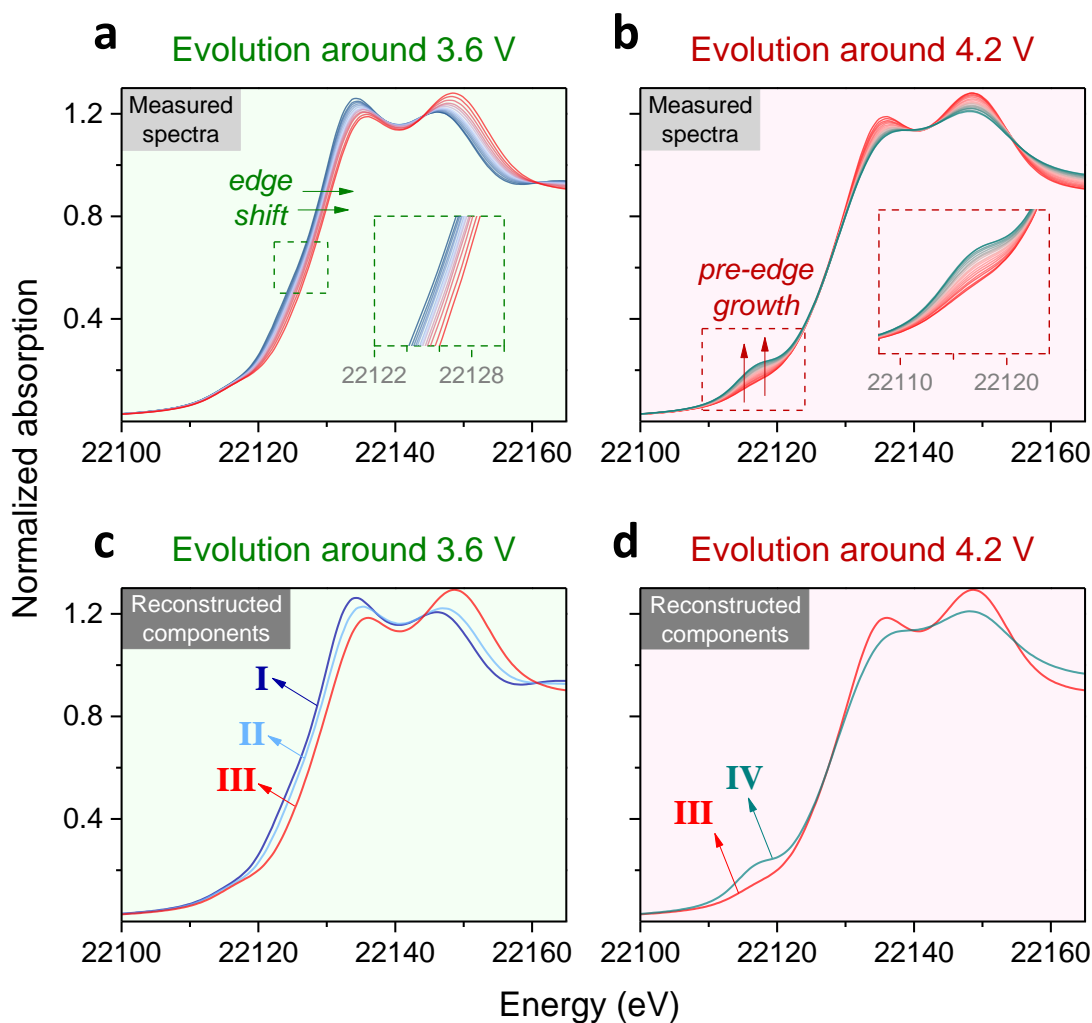 a
Evolution around 3.6 V
b
Evolution around 4.2 V
Measured
spectra
Measured
spectra
edge
shift
pre-edge
growth
1.2
0.8
0.4
22122
22128
22110
22120
22100
22120
22140
22160
22100
22120
22140
22160
c
Evolution around 3.6 V
d
Evolution around 4.2 V
Reconstructed
components
Reconstructed
components
I
II
III
IV
III
1.2
0.8
0.4
22100
22120
22140
22160
22100
22120
22140
22160
Normalized absorption
Energy (eV)